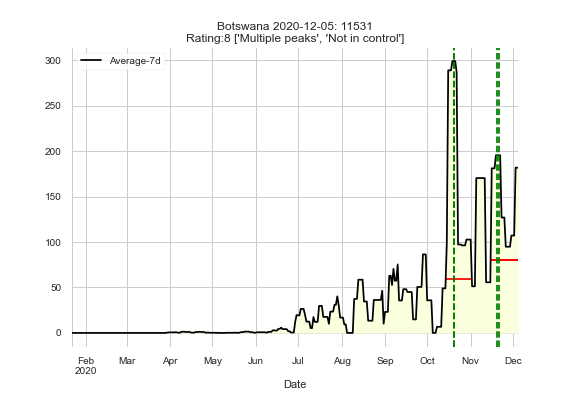 Botswana 2020-12-05: 11531
Rating:8 ['Multiple peaks', 'Not in control']
Average-7d
300
250
200
150
100
50
0
Feb Mar Apr May Jun Jul Aug Sep Oct Nov Dec
2020
Date